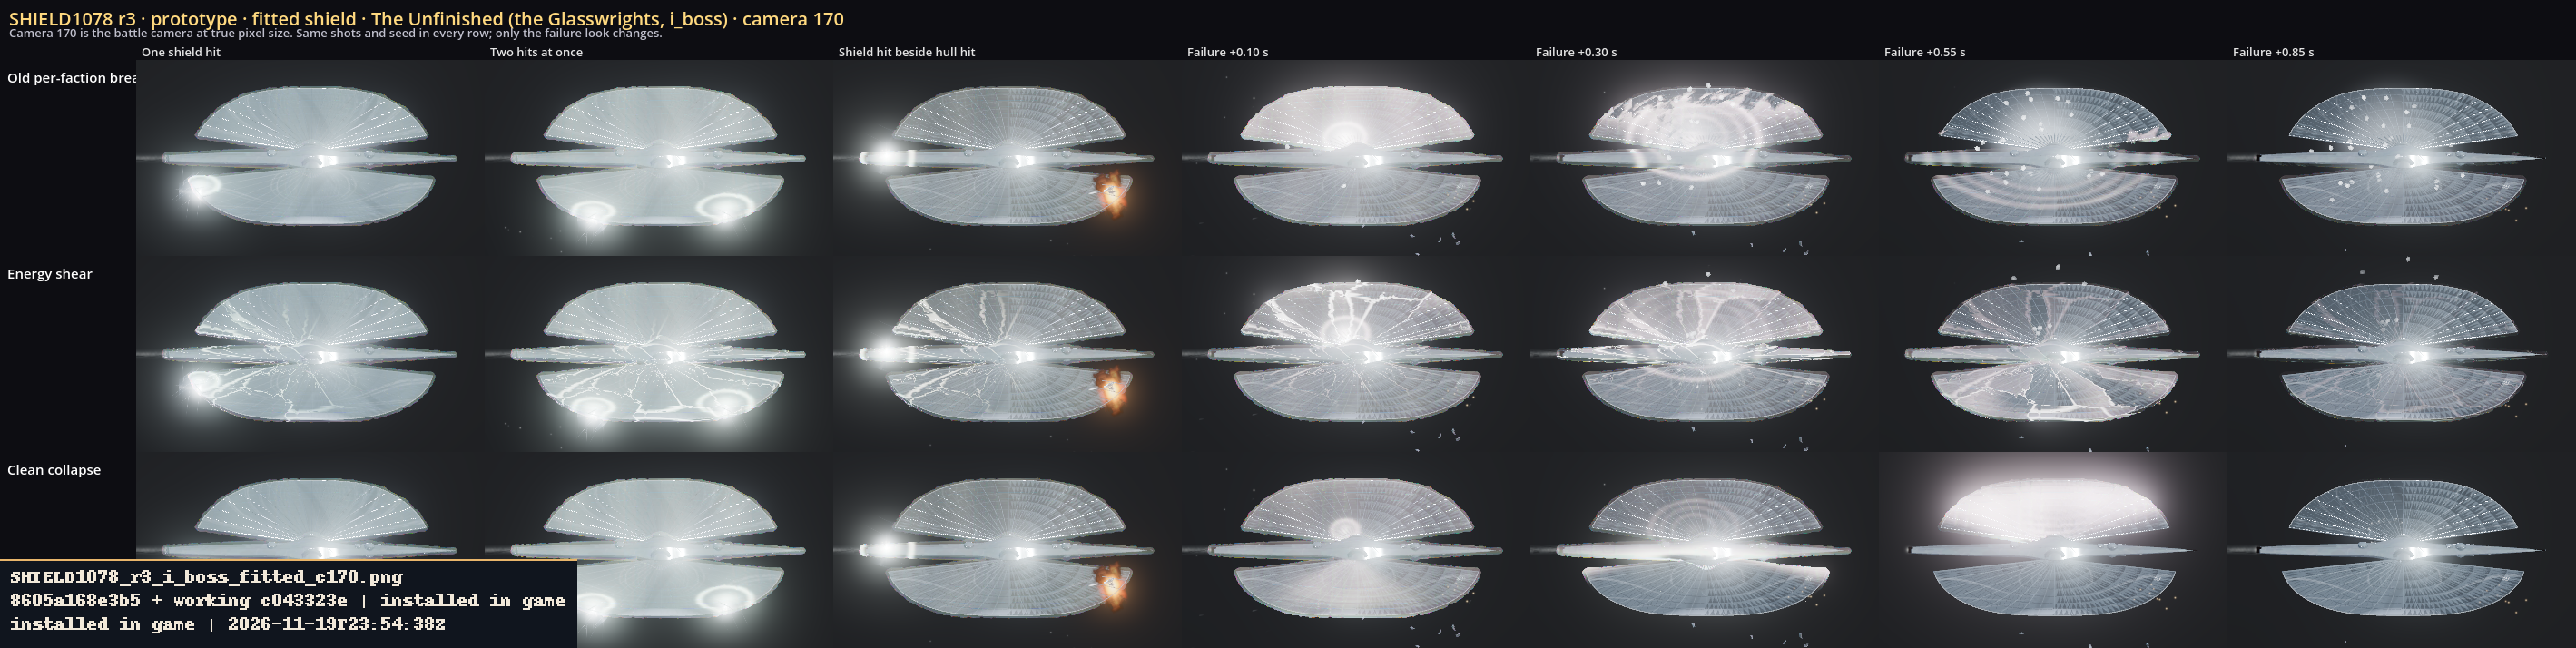 SHIELD1078 r3 · prototype · fitted shield · The Unfinished (the Glasswrights, i_boss) · camera 170
Camera 170 is the battle camera at true pixel size. Same shots and seed in every row; only the failure look changes.
One shield hit
Two hits at once
Shield hit beside hull hit
Failure +0.10 s
Failure +0.30 s
Failure +0.55 s
Failure +0.85 s
Old per-faction brea
Energy shear
Clean collapse
SHIELD1078_r3_i_boss_fitted_c170.png
8605a168e3b5 + working c043323e | installed in game
installed in game | 2026-11-19T23:54:38Z